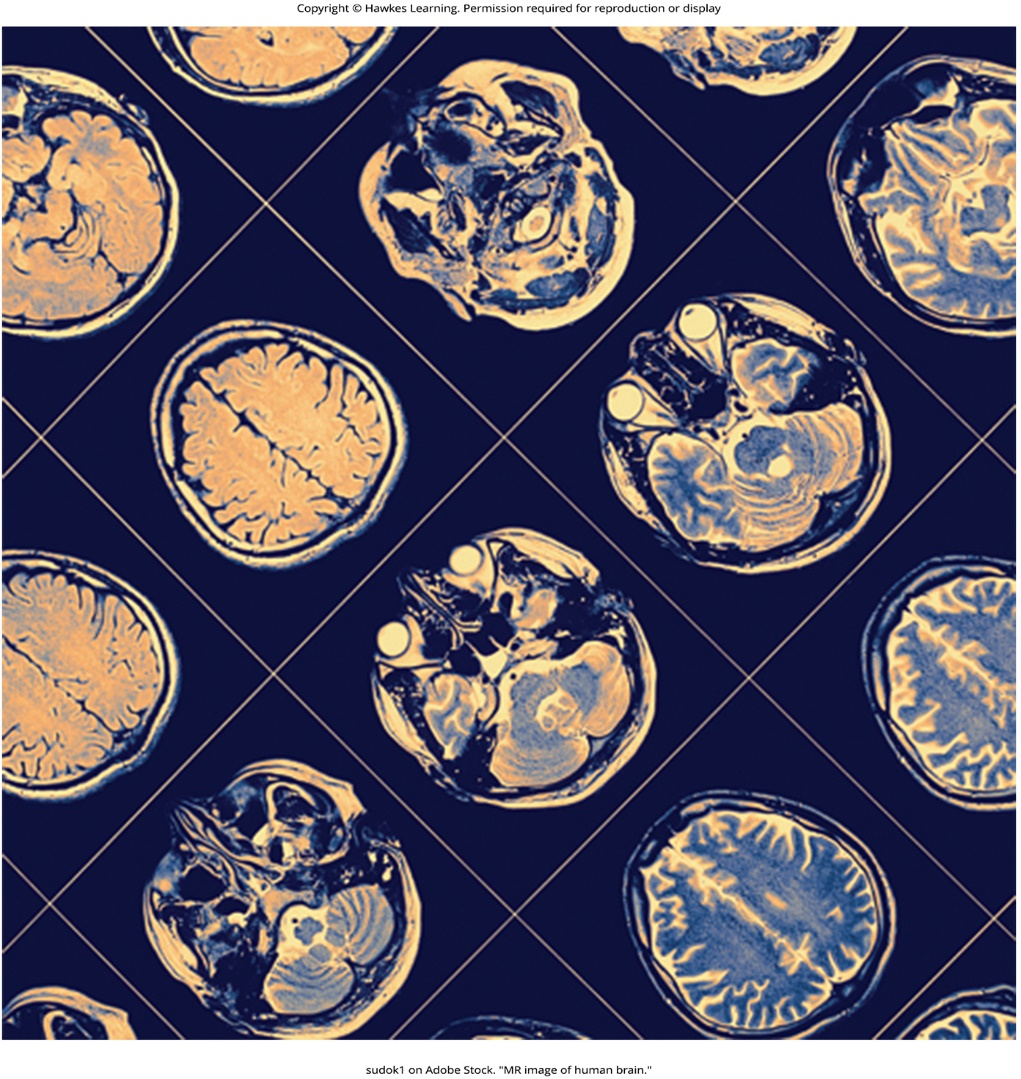 Copyright © Hawkes Learning. Permission required for reproduction or display
sudok1 on Adobe Stock. "MR image of human brain."